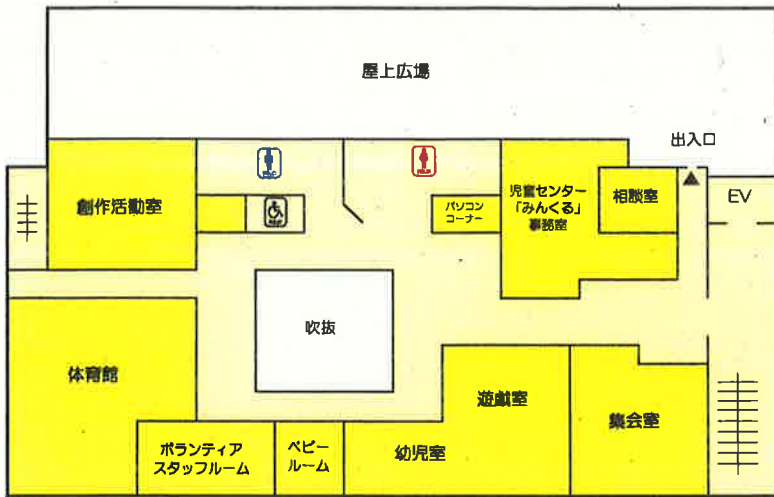 屋上広場
出入口
創作活動室
パソコン
コーナー
児童センター
「みんくる」
事務室
相談室
EV
吹抜
体育館
遊戯室
集会室
ボランティア
スタッフルーム
ベビー
ルーム
幼児室